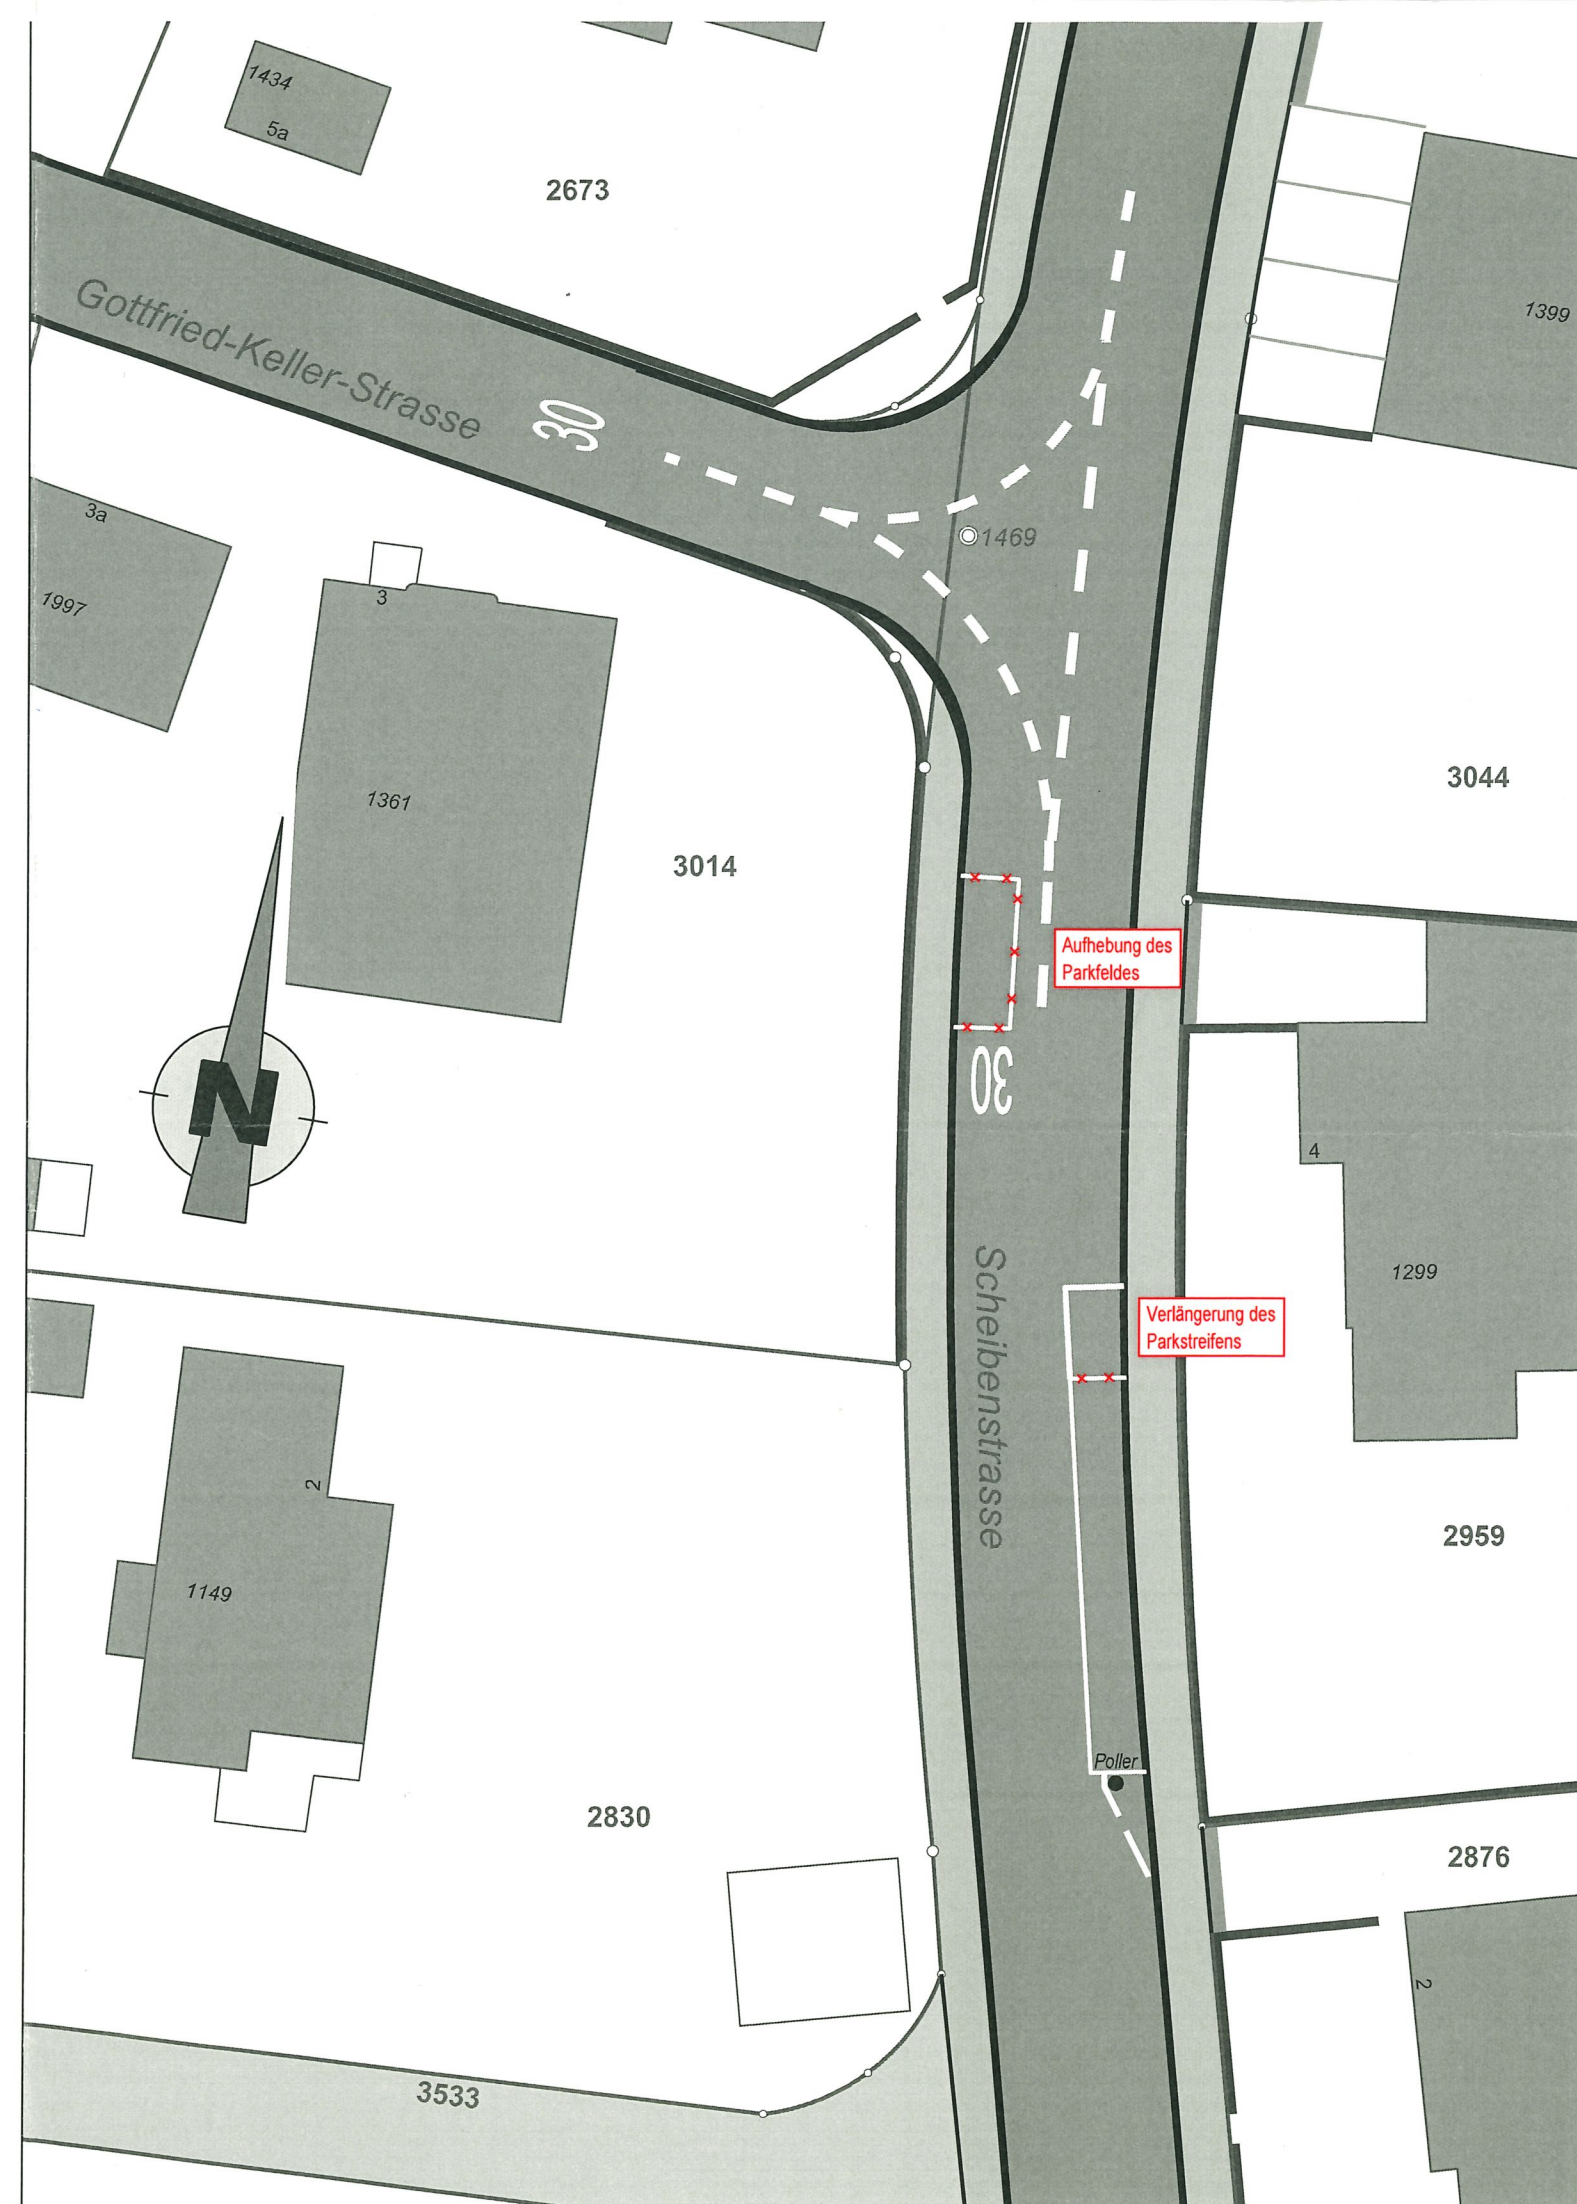 1434
5a
2673
Gottfried-Keller-Strasse
30
1399
3a
1997
3
1469
1361
3014
3044
Aufhebung des
Parkfeldes
N
30
4
1299
Scheibenstrasse
Verlängerung des
Parkstreifens
2
1149
2959
Poller
2830
2876
2
3533